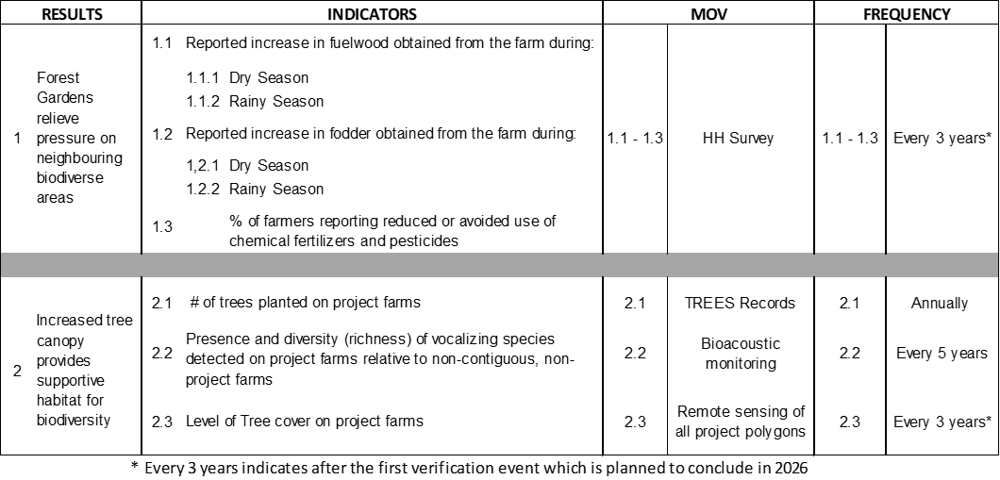 RESULTS INDICATORS MOV FREQUENCY
1 Forest Gardens relieve pressure on neighbouring biodiverse areas
1.1 Reported increase in fuelwood obtained from the farm during:
1.1.1 Dry Season
1.1.2 Rainy Season
1.2 Reported increase in fodder obtained from the farm during:
1,2.1 Dry Season
1.2.2 Rainy Season
1.3 % of farmers reporting reduced or avoided use of
chemical fertilizers and pesticides
1.1 - 1.3 HH Survey 1.1 - 1.3 Every 3 years*
2 Increased tree canopy provides supportive habitat for biodiversity
2.1 # of trees planted on project farms 2.1 TREES Records 2.1 Annually
2.2 Presence and diversity (richness) of vocalizing species
detected on project farms relative to non-contiguous, non-
project farms
2.2 Bioacoustic monitoring 2.2 Every 5 years
2.3 Level of Tree cover on project farms 2.3 Remote sensing of all project polygons 2.3 Every 3 years*
* Every 3 years indicates after the first verification event which is planned to conclude in 2026